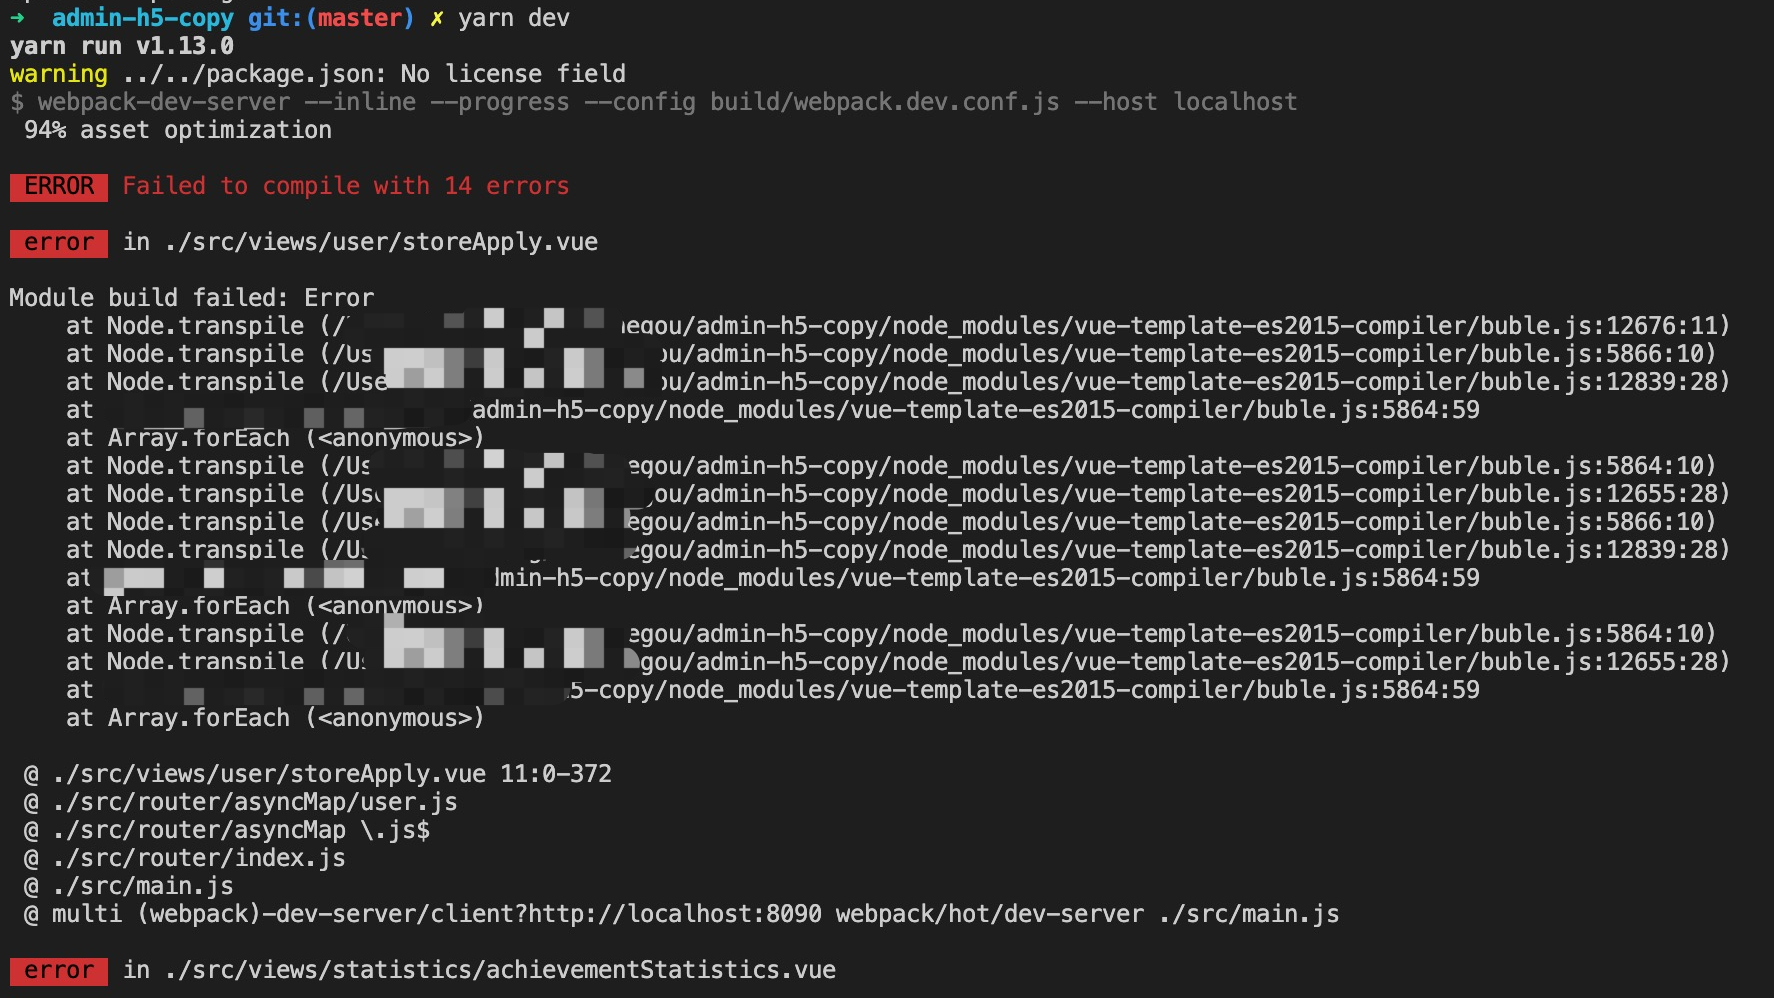 ➜ admin-h5-copy git:(master) ✗ yarn dev
yarn run v1.13.0
warning ../../package.json: No license field
$ webpack-dev-server --inline --progress --config build/webpack.dev.conf.js --host localhost
94% asset optimization
ERROR Failed to compile with 14 errors
error in ./src/views/user/storeApply.vue
Module build failed: Error
at Node.transpile (/ egou/admin-h5-copy/node_modules/vue-template-es2015-compiler/buble.js:12676:11)
at Node.transpile (/Us ou/admin-h5-copy/node_modules/vue-template-es2015-compiler/buble.js:5866:10)
at Node.transpile (/Use ou/admin-h5-copy/node_modules/vue-template-es2015-compiler/buble.js:12839:28)
at admin-h5-copy/node_modules/vue-template-es2015-compiler/buble.js:5864:59
at Array.forEach (<anonymous>)
at Node.transpile (/Us egou/admin-h5-copy/node_modules/vue-template-es2015-compiler/buble.js:5864:10)
at Node.transpile (/Us ou/admin-h5-copy/node_modules/vue-template-es2015-compiler/buble.js:12655:28)
at Node.transpile (/Us egou/admin-h5-copy/node_modules/vue-template-es2015-compiler/buble.js:5866:10)
at Node.transpile (/U egou/admin-h5-copy/node_modules/vue-template-es2015-compiler/buble.js:12839:28)
at min-h5-copy/node_modules/vue-template-es2015-compiler/buble.js:5864:59
at Array.forEach (<anonymous>)
at Node.transpile (/ egou/admin-h5-copy/node_modules/vue-template-es2015-compiler/buble.js:5864:10)
at Node.transpile (/U gou/admin-h5-copy/node_modules/vue-template-es2015-compiler/buble.js:12655:28)
at 5-copy/node_modules/vue-template-es2015-compiler/buble.js:5864:59
at Array.forEach (<anonymous>)
@ ./src/views/user/storeApply.vue 11:0-372
@ ./src/router/asyncMap/user.js
@ ./src/router/asyncMap \.js$
@ ./src/router/index.js
@ ./src/main.js
@ multi (webpack)-dev-server/client?http://localhost:8090 webpack/hot/dev-server ./src/main.js
error in ./src/views/statistics/achievementStatistics.vue